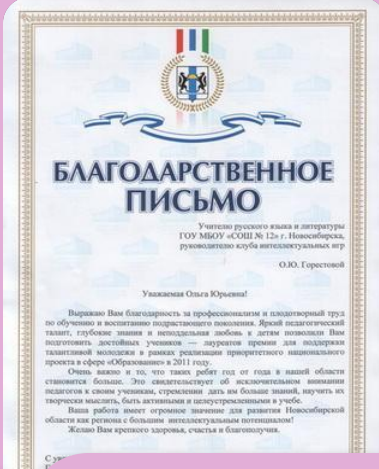 БЛАГОДАРСТВЕННОЕ
ПИСЬМО
Учителю русского языка и литературы
ГОУ МБОУ «СОШ № 12» г. Новосибирска,
руководителю клуба интеллектуальных игр
О.Ю. Горестовой
Уважаемая Ольга Юрьевна!
Выражаю Вам благодарность за профессионализм и плодотворный труд
по обучению и воспитанию подрастающего поколения. Яркий педагогический
талант, глубокие знания и неподдельная любовь к детям позволили Вам
подготовить достойных учеников — лауреатов премии для поддержки
талантливой молодежи в рамках реализации приоритетного национального
проекта в сфере «Образование» в 2011 году.
Очень важно и то, что таких ребят год от года в нашей области
становится больше. Это свидетельствует об исключительном внимании
педагогов к своим ученикам, стремлении дать им больше знаний, научить их
творчески мыслить, быть активными и целеустремленными в учебе.
Ваша работа имеет огромное значение для развития Новосибирской
области как региона с большим интеллектуальным потенциалом!
Желаю Вам крепкого здоровья, счастья и благополучия.